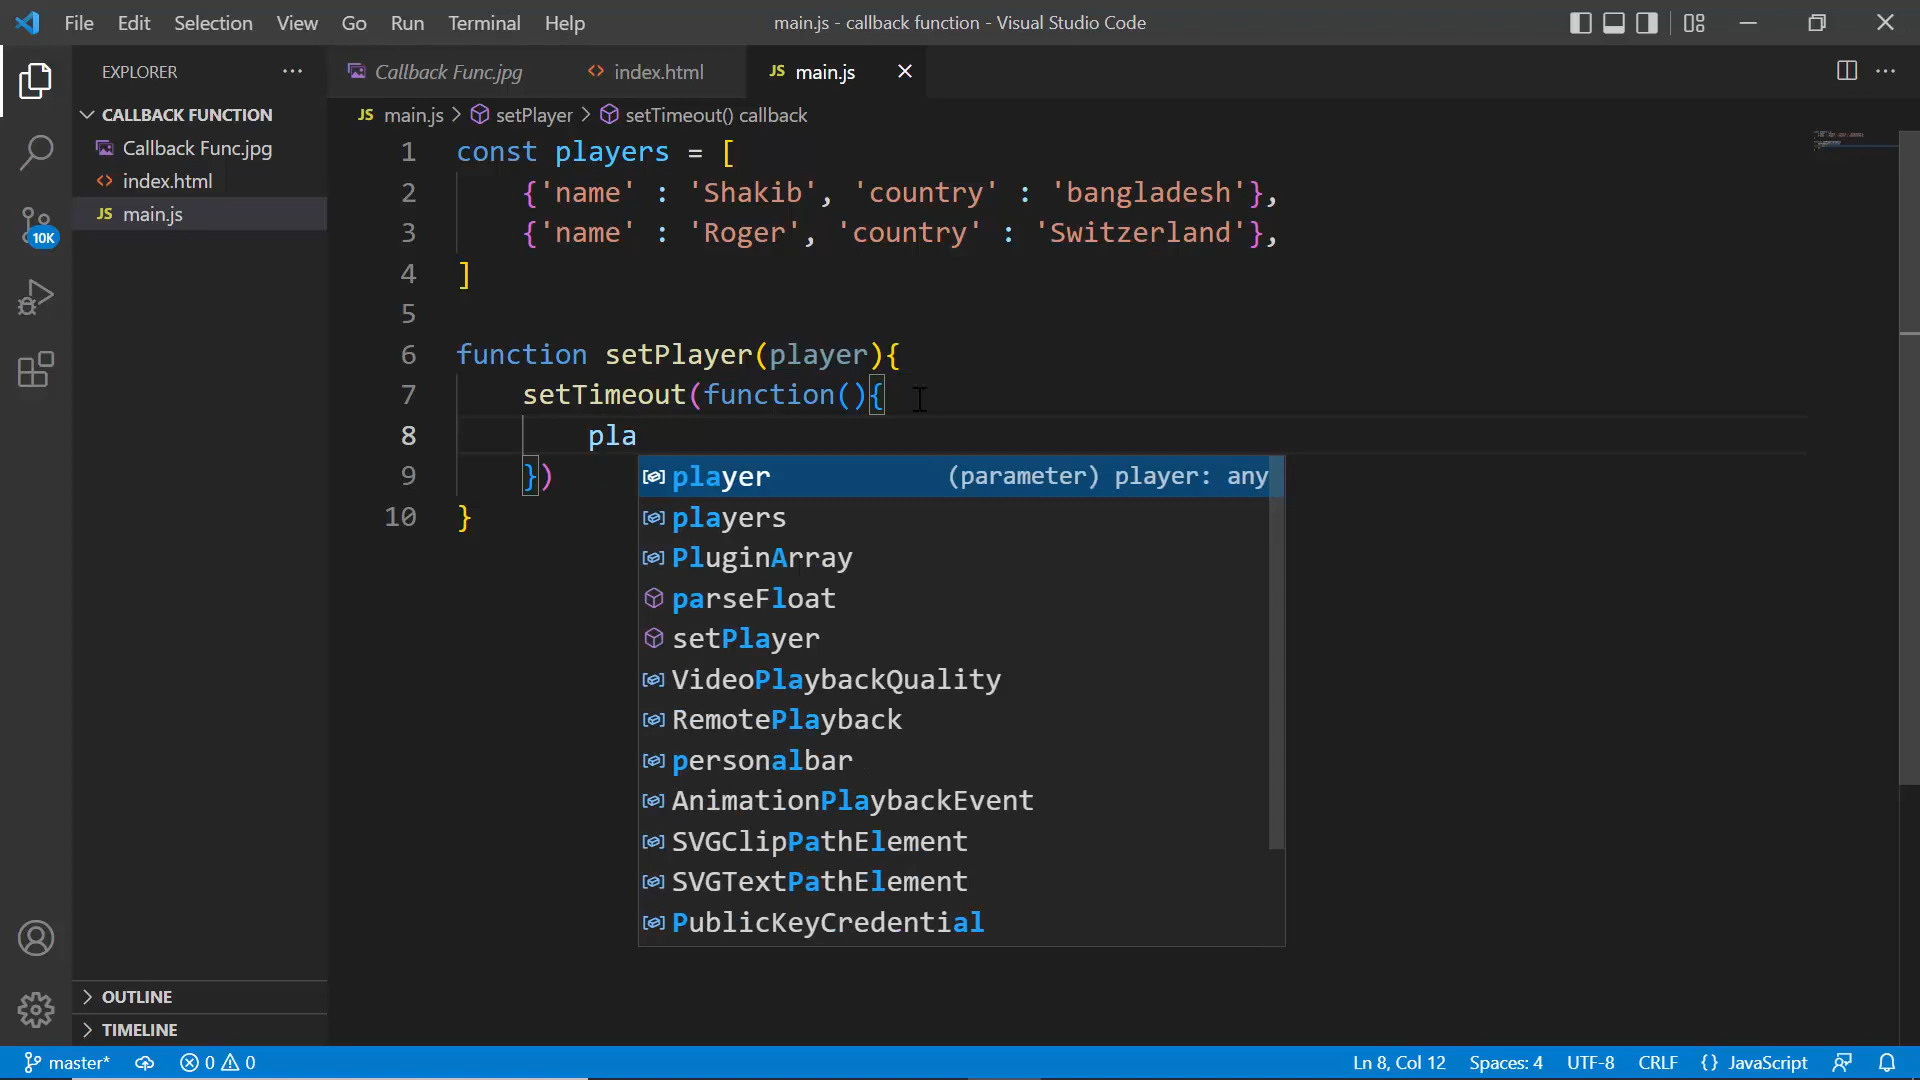 File Edit Selection View Go Run Terminal Help main.js - callback function - Visual Studio Code
EXPLORER
Callback Func.jpg index.html JS main.js
CALLBACK FUNCTION
Callback Func.jpg
index.html
JS main.js
10K
JS main.js > setPlayer > setTimeout() callback
1 const players = [
2 {'name' : 'Shakib', 'country' : 'bangladesh'},
3 {'name' : 'Roger', 'country' : 'Switzerland'},
4 ]
5
6 function setPlayer(player){
7 setTimeout(function(){
8 pla
9 })
10 }
player (parameter) player: any
players
PluginArray
parseFloat
setPlayer
VideoPlaybackQuality
RemotePlayback
personalbar
AnimationPlaybackEvent
SVGClipPathElement
SVGTextPathElement
PublicKeyCredential
OUTLINE
TIMELINE
master* 0 0 Ln 8, Col 12 Spaces: 4 UTF-8 CRLF {} JavaScript